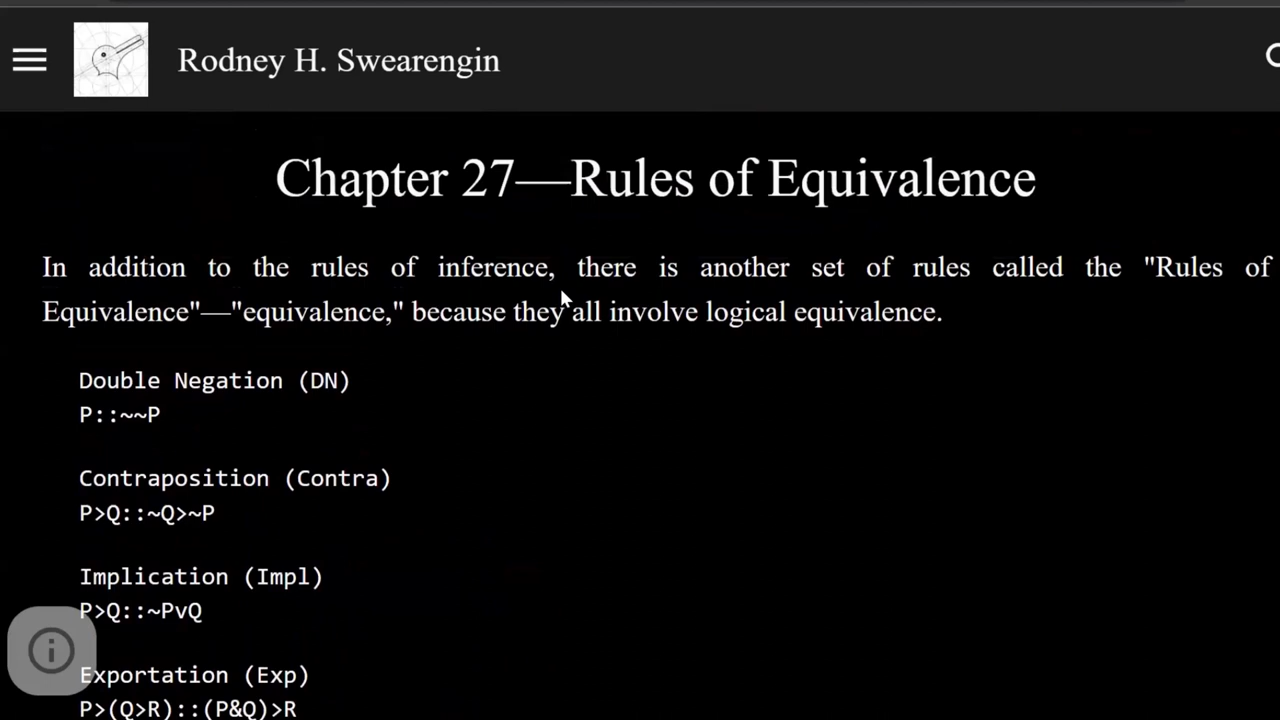 Rodney H. Swearengin
Chapter 27—Rules of Equivalence
In addition to the rules of inference, there is another set of rules called the "Rules of
Equivalence"—"equivalence," because they all involve logical equivalence.
Double Negation (DN)
P::~~P
Contraposition (Contra)
P>Q::~Q>~P
Implication (Impl)
P>Q::~PvQ
Exportation (Exp)
P>(Q>R)::(P&Q)>R